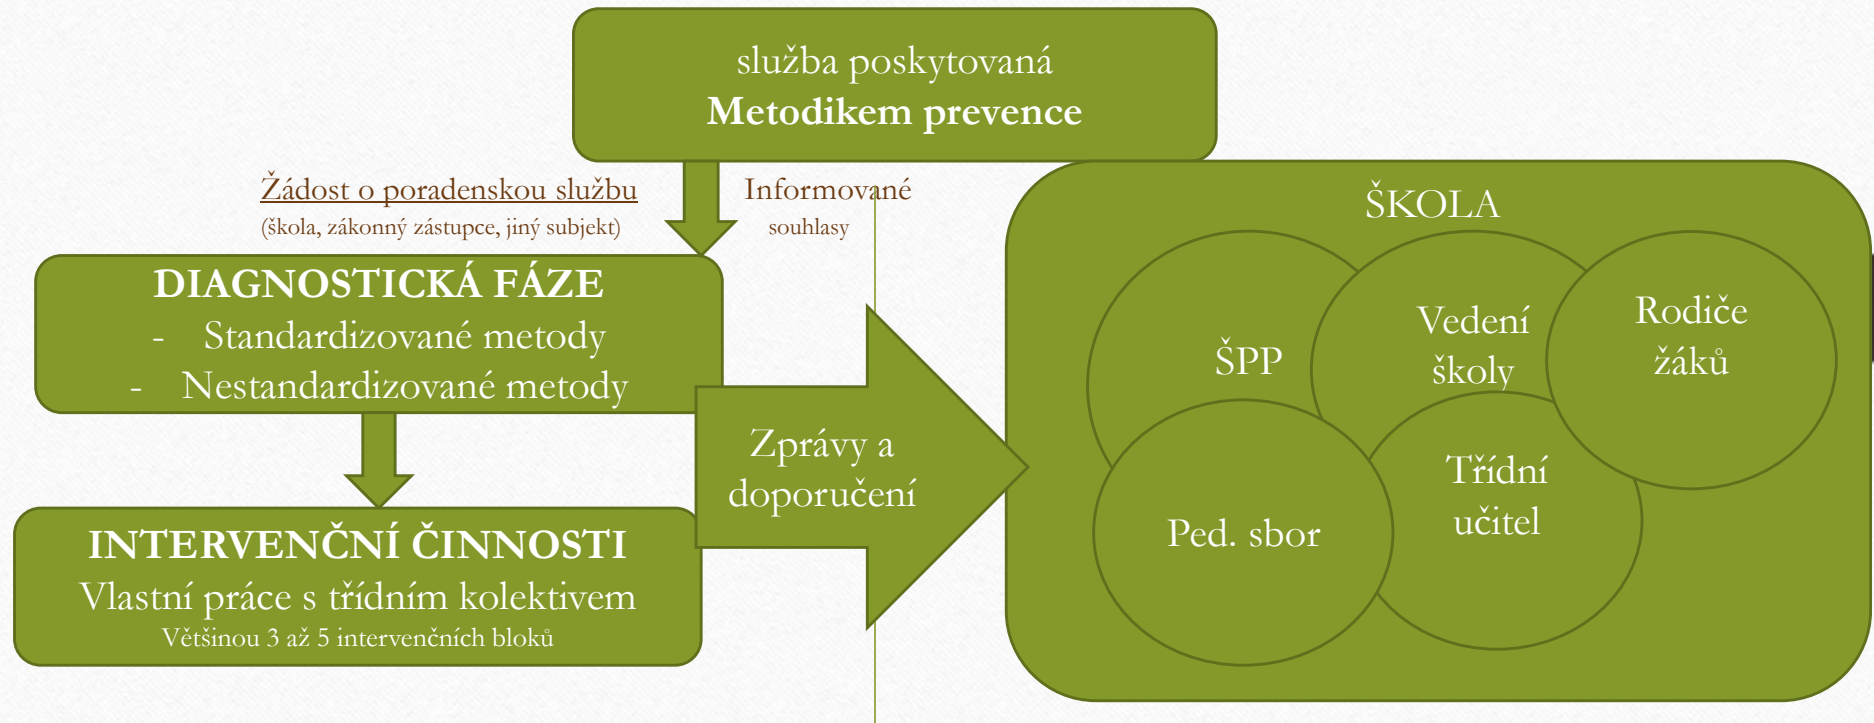 služba poskytovaná
Metodikem prevence
Žádost o poradenskou službu
(škola, zákonný zástupce, jiný subjekt)
Informované
souhlasy
DIAGNOSTICKÁ FÁZE
- Standardizované metody
- Nestandardizované metody
INTERVENČNÍ ČINNOSTI
Vlastní práce s třídním kolektivem
Většinou 3 až 5 intervenčních bloků
Zprávy a
doporučení
ŠKOLA
ŠPP
Vedení
školy
Rodiče
žáků
Ped. sbor
Třídní
učitel